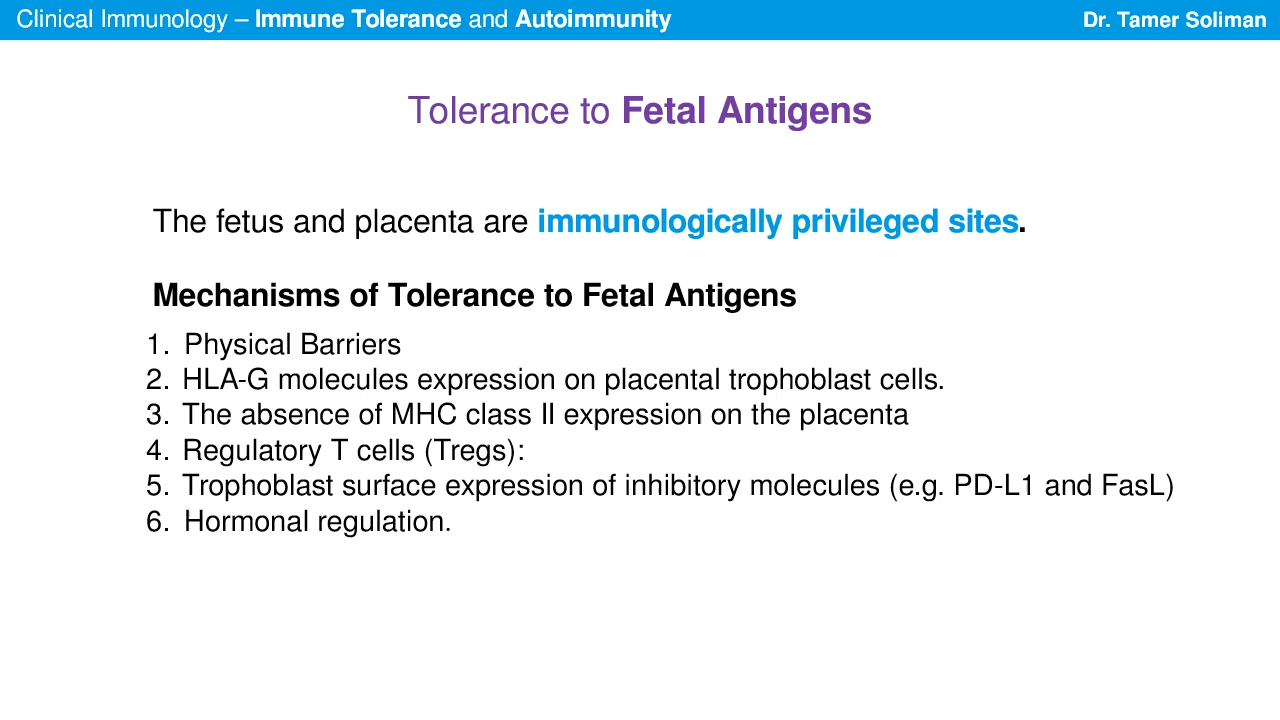 Clinical Immunology – Immune Tolerance and Autoimmunity
Dr. Tamer Soliman
Tolerance to Fetal Antigens
The fetus and placenta are immunologically privileged sites.
Mechanisms of Tolerance to Fetal Antigens
1. Physical Barriers
2. HLA-G molecules expression on placental trophoblast cells.
3. The absence of MHC class II expression on the placenta
4. Regulatory T cells (Tregs):
5. Trophoblast surface expression of inhibitory molecules (e.g. PD-L1 and FasL)
6. Hormonal regulation.